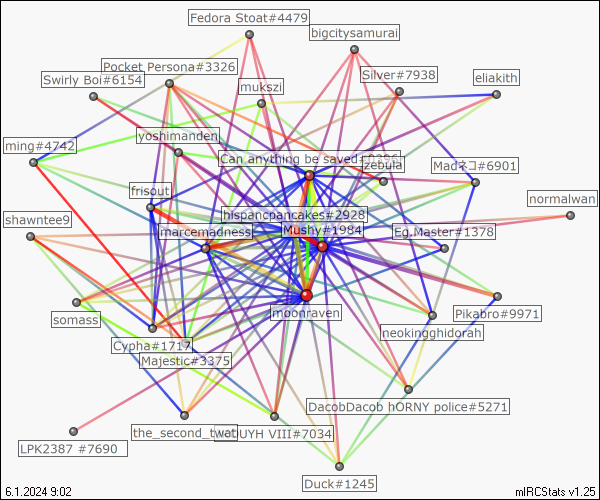 Fedora Stoat#4479
bigcitysamurai
Pocket_Persona#3326
Silver#7938
Swirly Boi#6154
mukszi
eliakith
yoshimanden
ming#4742
Can anything be saved
zebula
Madネコ#6901
frisout
normalwan
shawntee9
hispancpancakes#2928
marcemadness
Mushy#1984
Eg.Master#1378
moonraven
Pikabro#9971
somass
neokingghidorah
Cypha#1717
Majestic#3375
DacobDacob hORNY police#5271
LPK2387 #7690
the_second_twat
UYH VIII#7034
Duck#1245
6.1.2024 9:02
mIRCStats v1.25